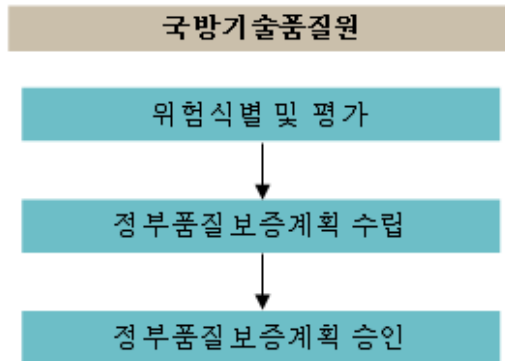 국방기술품질원
위험식별 및 평가
정부품질보증계획 수립
정부품질보증계획 승인